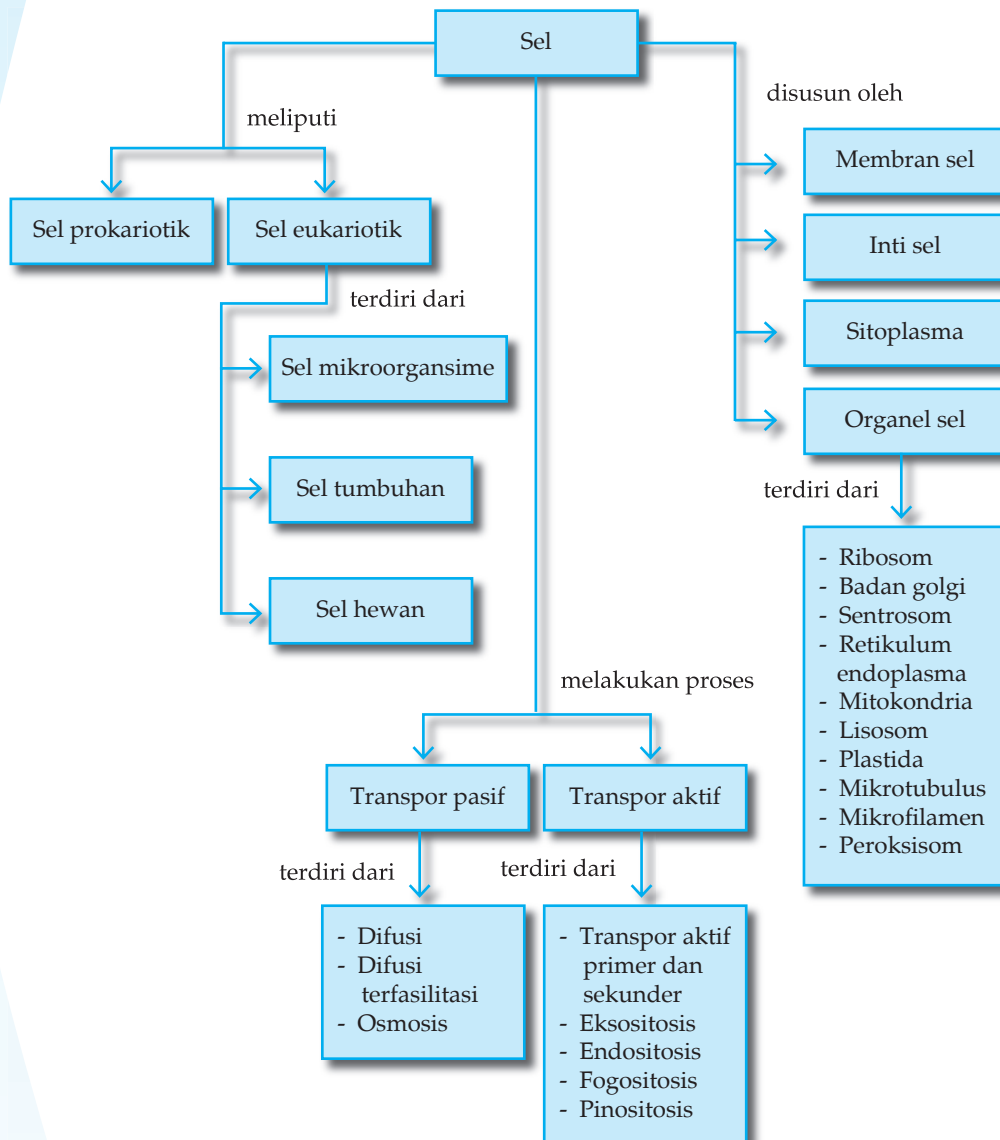 Sel
meliputi
disusun oleh
Sel prokariotik
Sel eukariotik
terdiri dari
Sel mikroorgansime
Sel tumbuhan
Sel hewan
Membran sel
Inti sel
Sitoplasma
Organel sel
terdiri dari
- Ribosom
- Badan golgi
- Sentrosom
- Retikulum
endoplasma
- Mitokondria
- Lisosom
- Plastida
- Mikrotubulus
- Mikrofilamen
- Peroksisom
melakukan proses
Transpor pasif
Transpor aktif
terdiri dari
terdiri dari
- Difusi
- Difusi
terfasilitasi
- Osmosis
- Transpor aktif
primer dan
sekunder
- Eksositosis
- Endositosis
- Fogositosis
- Pinositosis